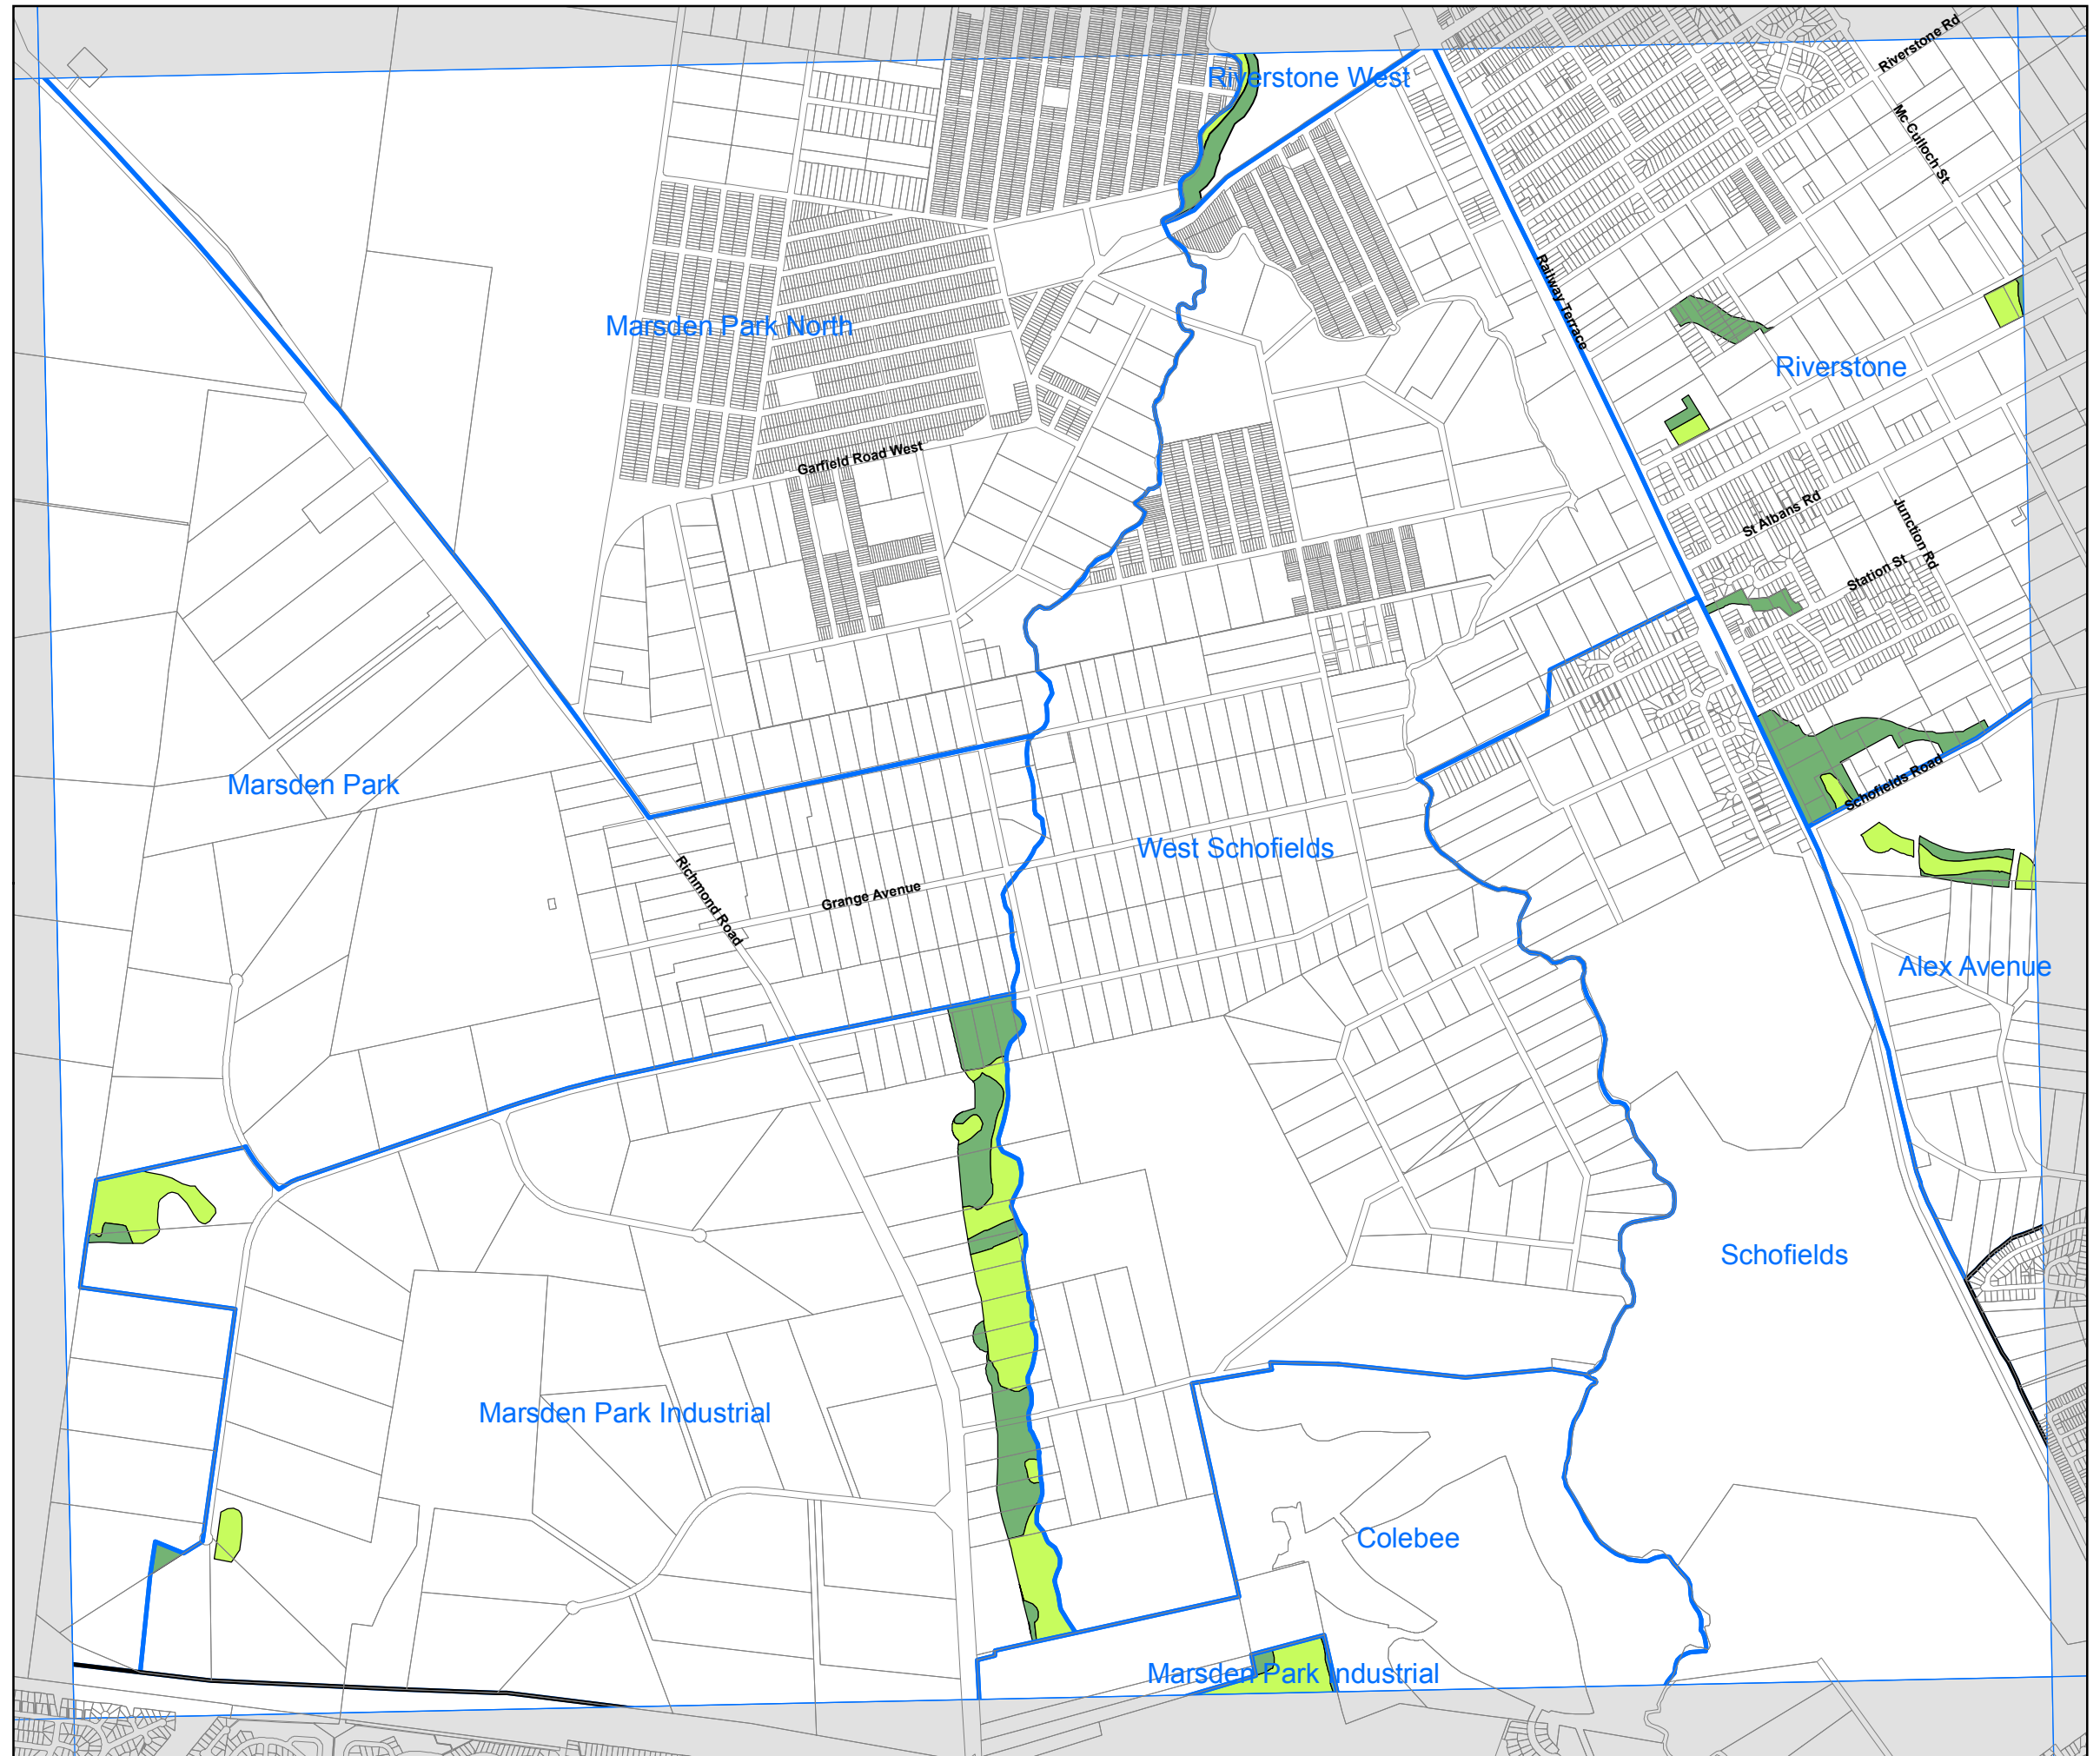 Riverstone Rd
Riverstone West
Mc Culloch St
Railway Terrace
Marsden Park North
Riverstone
Garfield Road West
St Albans Rd
Junction Rd
Station St
Marsden Park
Schofields Road
West Schofields
Richmond Road
Grange Avenue
Alex Avenue
Schofields
Marsden Park Industrial
Colebee
Marsden Park Industrial